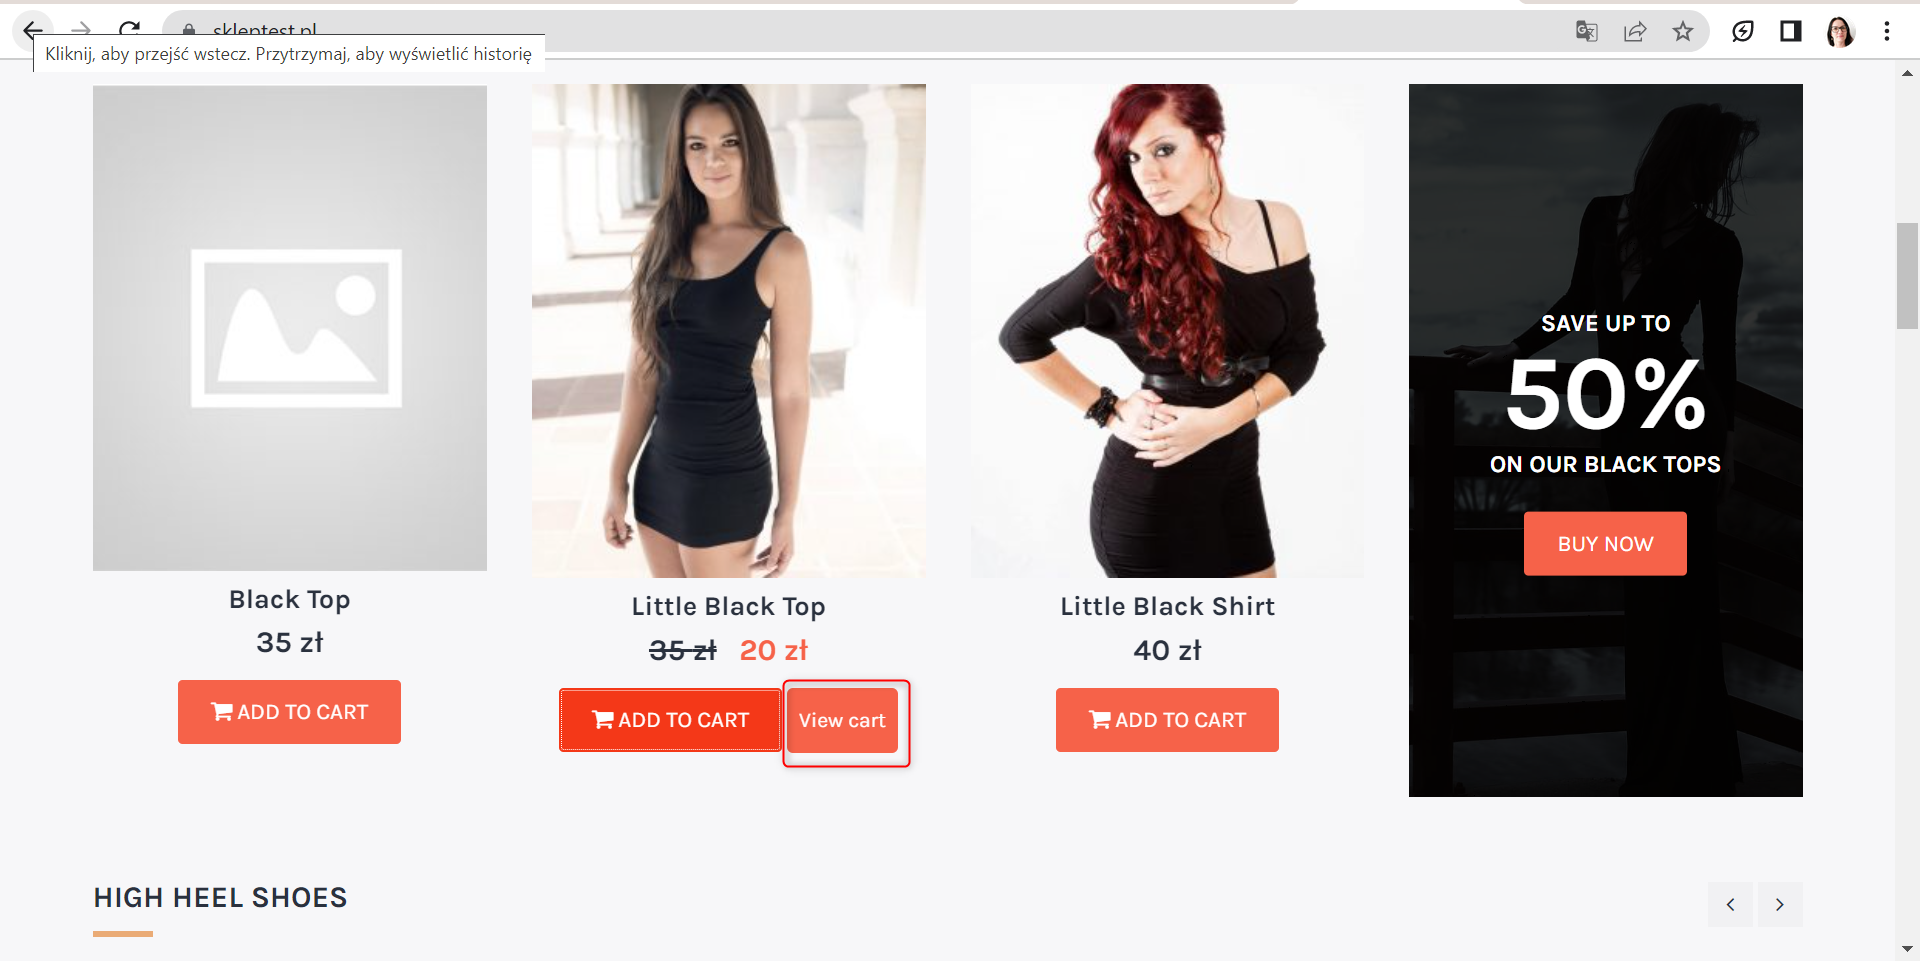 skleptest.pl
Kliknij, aby przejść wstecz. Przytrzymaj, aby wyświetlić historię
Black Top
35 zł
ADD TO CART
Little Black Top
35 zł 20 zł
ADD TO CART View cart
Little Black Shirt
40 zł
ADD TO CART
SAVE UP TO
50%
ON OUR BLACK TOPS
BUY NOW
HIGH HEEL SHOES